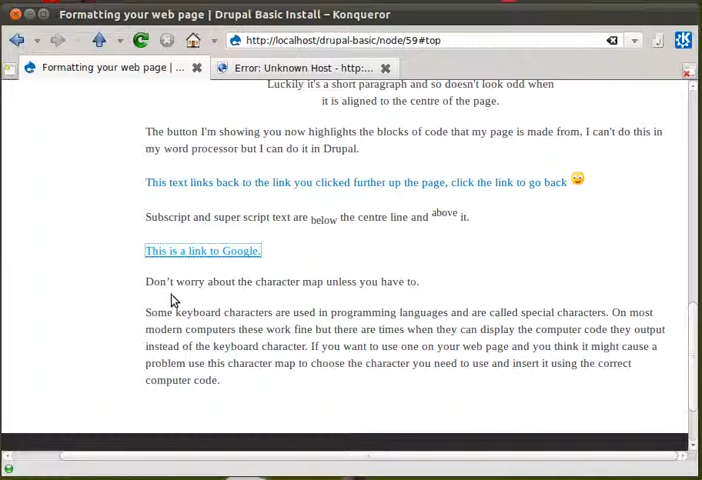 Formatting your web page | Drupal Basic Install – Konqueror
http://localhost/drupal-basic/node/59#top
Formatting your web page | ...
Error: Unknown Host - http:...
Luckily it's a short paragraph and so doesn't look odd when
it is aligned to the centre of the page.
The button I'm showing you now highlights the blocks of code that my page is made from, I can't do this in
my word processor but I can do it in Drupal.
This text links back to the link you clicked further up the page, click the link to go back
Subscript and super script text are below the centre line and above it.
This is a link to Google.
Don’t worry about the character map unless you have to.
Some keyboard characters are used in programming languages and are called special characters. On most
modern computers these work fine but there are times when they can display the computer code they output
instead of the keyboard character. If you want to use one on your web page and you think it might cause a
problem use this character map to choose the character you need to use and insert it using the correct
computer code.